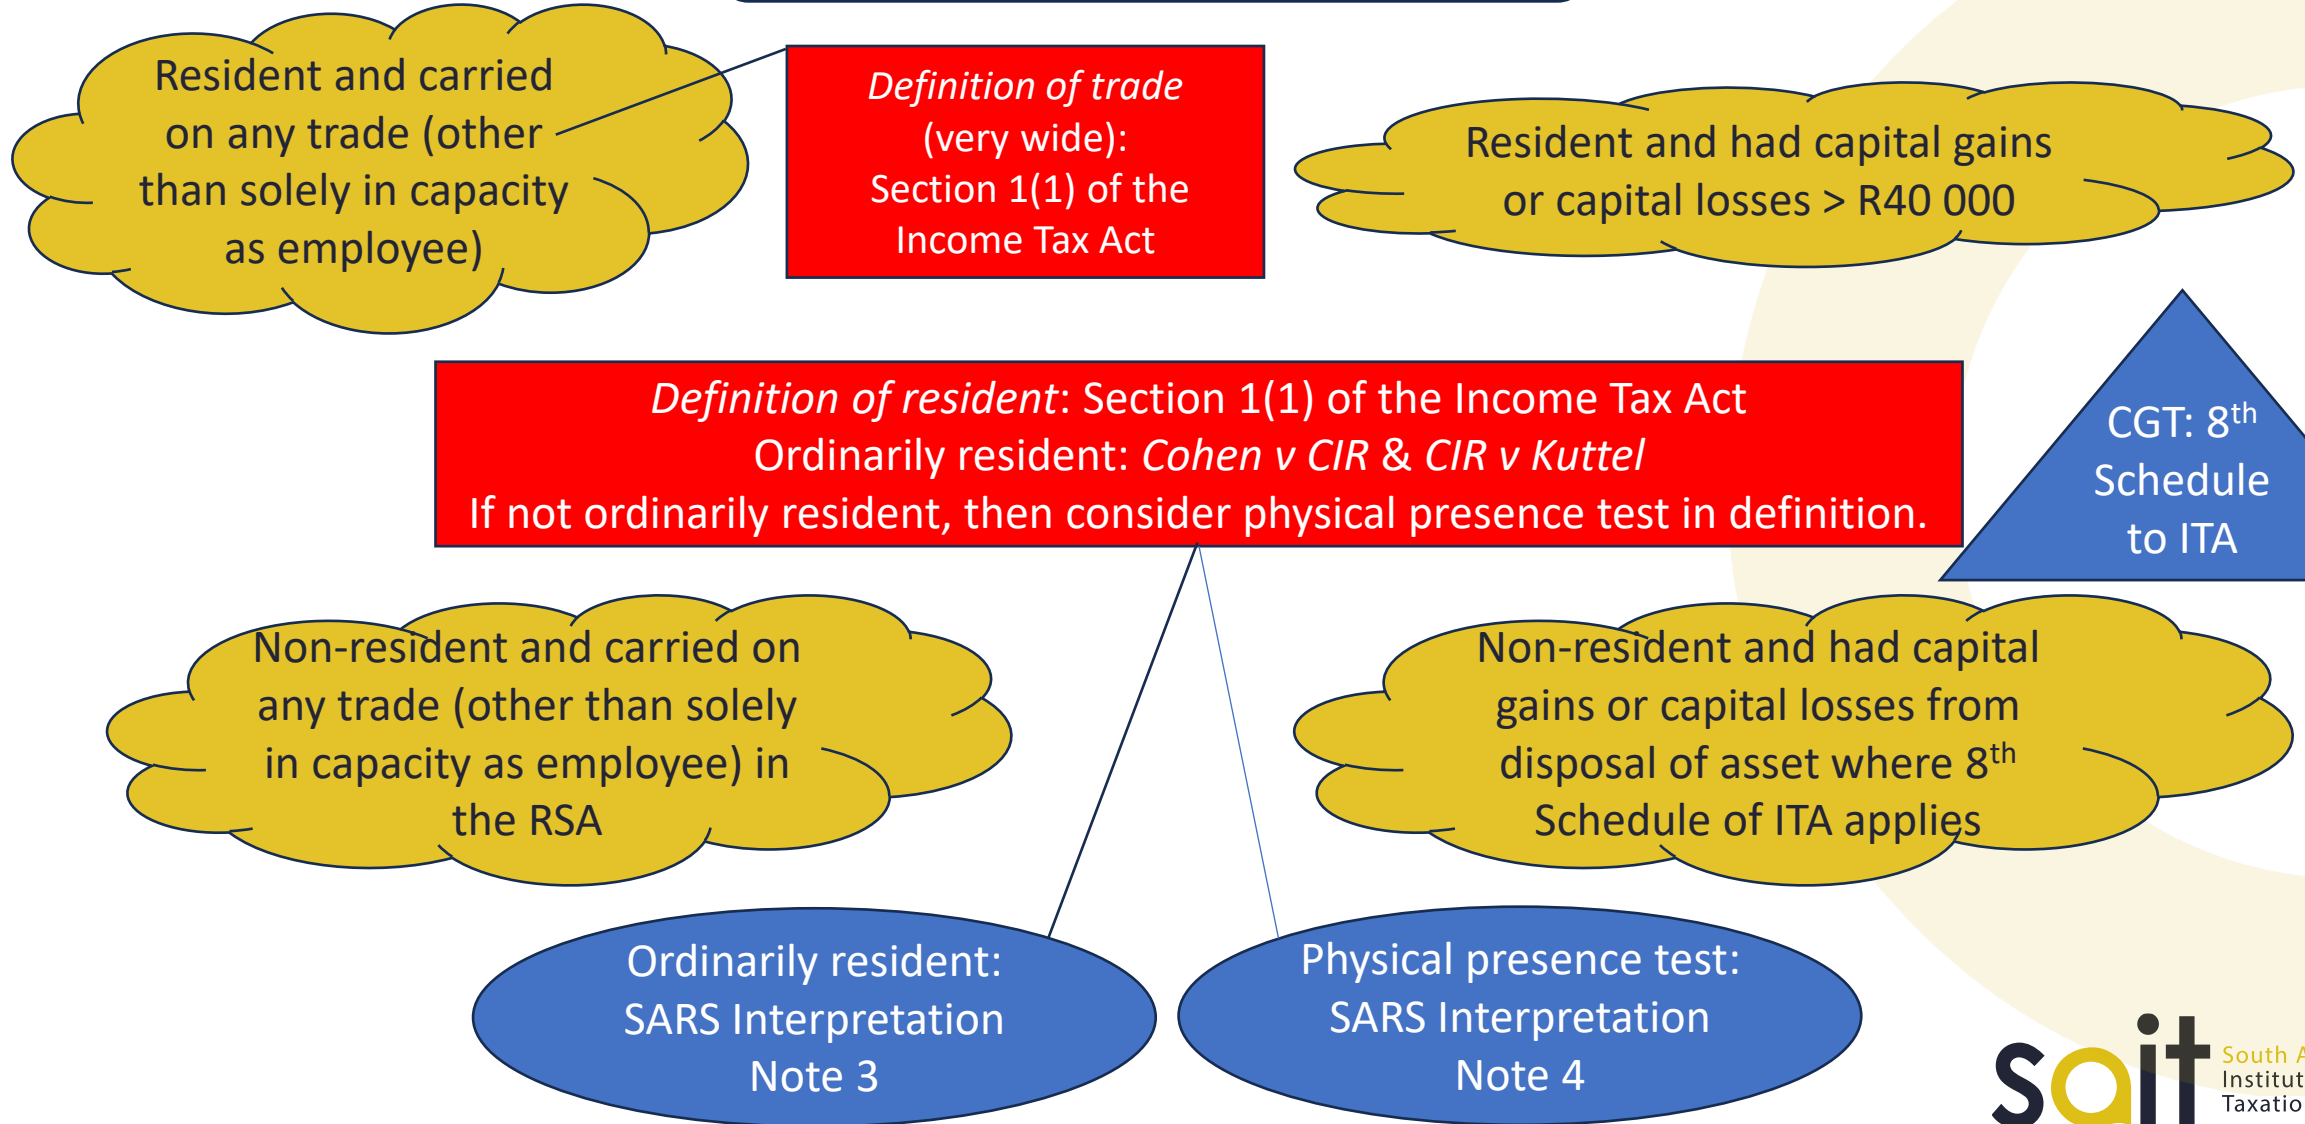 Resident and carried
on any trade (other
than solely in capacity
as employee)
Definition of trade
(very wide):
Section 1(1) of the
Income Tax Act
Resident and had capital gains
or capital losses > R40 000
Definition of resident: Section 1(1) of the Income Tax Act
Ordinarily resident: Cohen v CIR & CIR v Kuttel
If not ordinarily resident, then consider physical presence test in definition.
CGT: 8th
Schedule
to ITA
Non-resident and carried on
any trade (other than solely
in capacity as employee) in
the RSA
Non-resident and had capital
gains or capital losses from
disposal of asset where 8th
Schedule of ITA applies
Ordinarily resident:
SARS Interpretation
Note 3
Physical presence test:
SARS Interpretation
Note 4
sait
South A
Institut
Taxatio